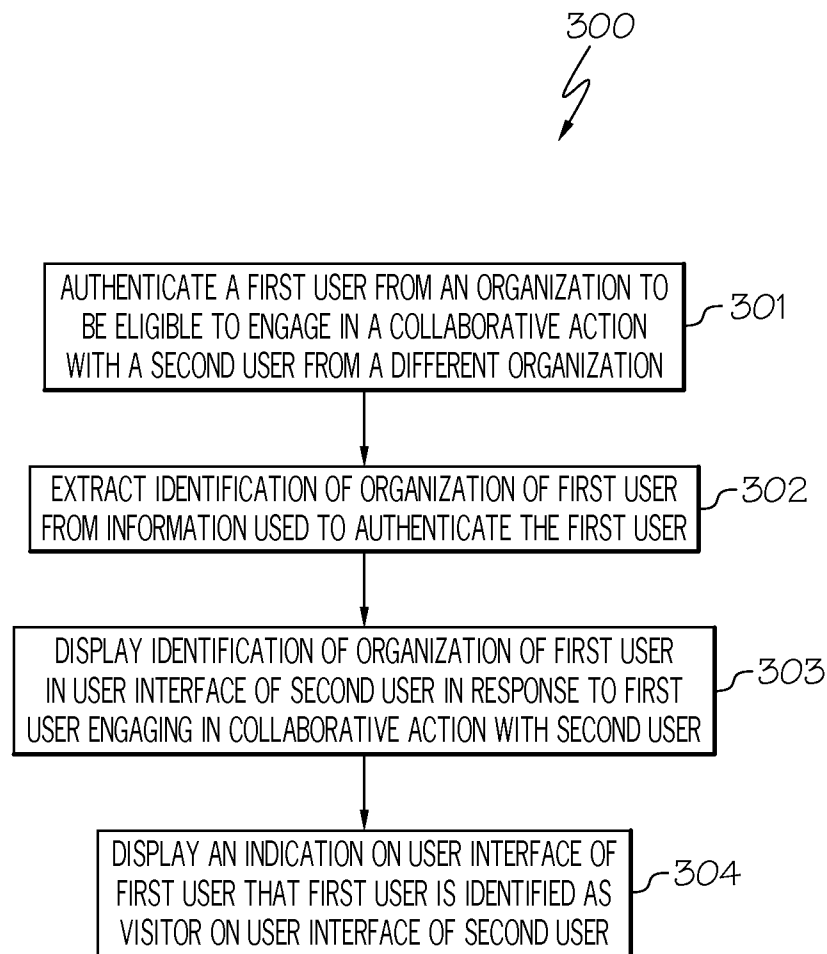 300
AUTHENTICATE A FIRST USER FROM AN ORGANIZATION TO
BE ELIGIBLE TO ENGAGE IN A COLLABORATIVE ACTION
WITH A SECOND USER FROM A DIFFERENT ORGANIZATION
301
EXTRACT IDENTIFICATION OF ORGANIZATION OF FIRST USER
FROM INFORMATION USED TO AUTHENTICATE THE FIRST USER
302
DISPLAY IDENTIFICATION OF ORGANIZATION OF FIRST USER
IN USER INTERFACE OF SECOND USER IN RESPONSE TO FIRST
USER ENGAGING IN COLLABORATIVE ACTION WITH SECOND USER
303
DISPLAY AN INDICATION ON USER INTERFACE OF
FIRST USER THAT FIRST USER IS IDENTIFIED AS
VISITOR ON USER INTERFACE OF SECOND USER
304